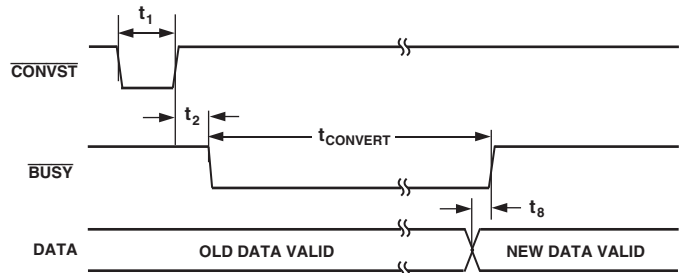 t1
CONVST
t2
tCONVERT
BUSY
t8
DATA
OLD DATA VALID
NEW DATA VALID